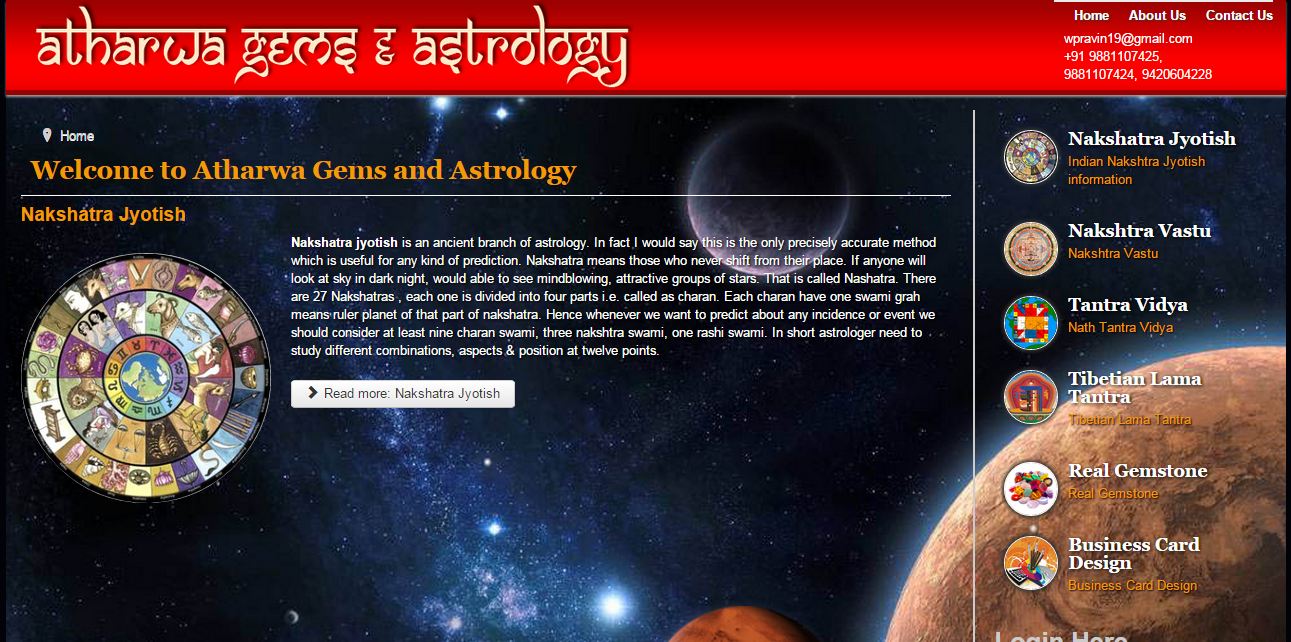 atharwa gems & astrology
Home About Us Contact Us
wpravin19@gmail.com
+91 9881107425,
9881107424, 9420604228
Home
Welcome to Atharwa Gems and Astrology
Nakshatra Jyotish
Nakshatra jyotish is an ancient branch of astrology. In fact I would say this is the only precisely accurate method
which is useful for any kind of prediction. Nakshatra means those who never shift from their place. If anyone will
look at sky in dark night, would able to see mindblowing, attractive groups of stars. That is called Nashatra. There
are 27 Nakshatras , each one is divided into four parts i.e. called as charan. Each charan have one swami grah
means ruler planet of that part of nakshatra. Hence whenever we want to predict about any incidence or event we
should consider at least nine charan swami, three nakshtra swami, one rashi swami. In short astrologer need to
study different combinations, aspects & position at twelve points.
Read more: Nakshatra Jyotish
Nakshatra Jyotish
Indian Nakshtra Jyotish
information
Nakshtra Vastu
Nakshtra Vastu
Tantra Vidya
Nath Tantra Vidya
Tibetian Lama
Tantra
Tibetian Lama Tantra
Real Gemstone
Real Gemstone
Business Card
Design
Business Card Design
Login Here